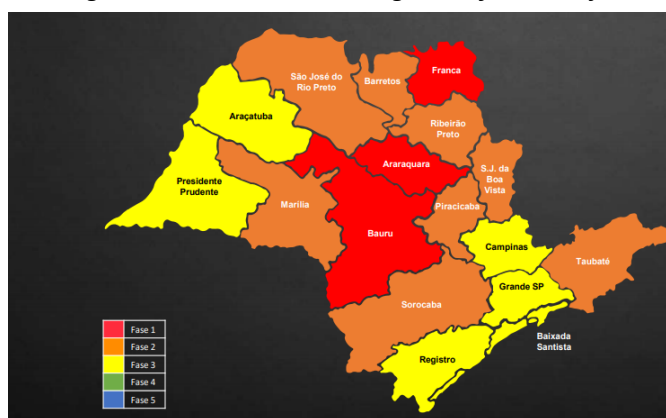 São José do
Rio Preto
Barretos
Franca
Araçatuba
Ribeirão
Preto
Araraquara
S.J. da
Boa
Vista
Presidente
Prudente
Marília
Piracicaba
Bauru
Campinas
Taubaté
Grande SP
Sorocaba
Baixada
Santista
Registro
Fase 1
Fase 2
Fase 3
Fase 4
Fase 5